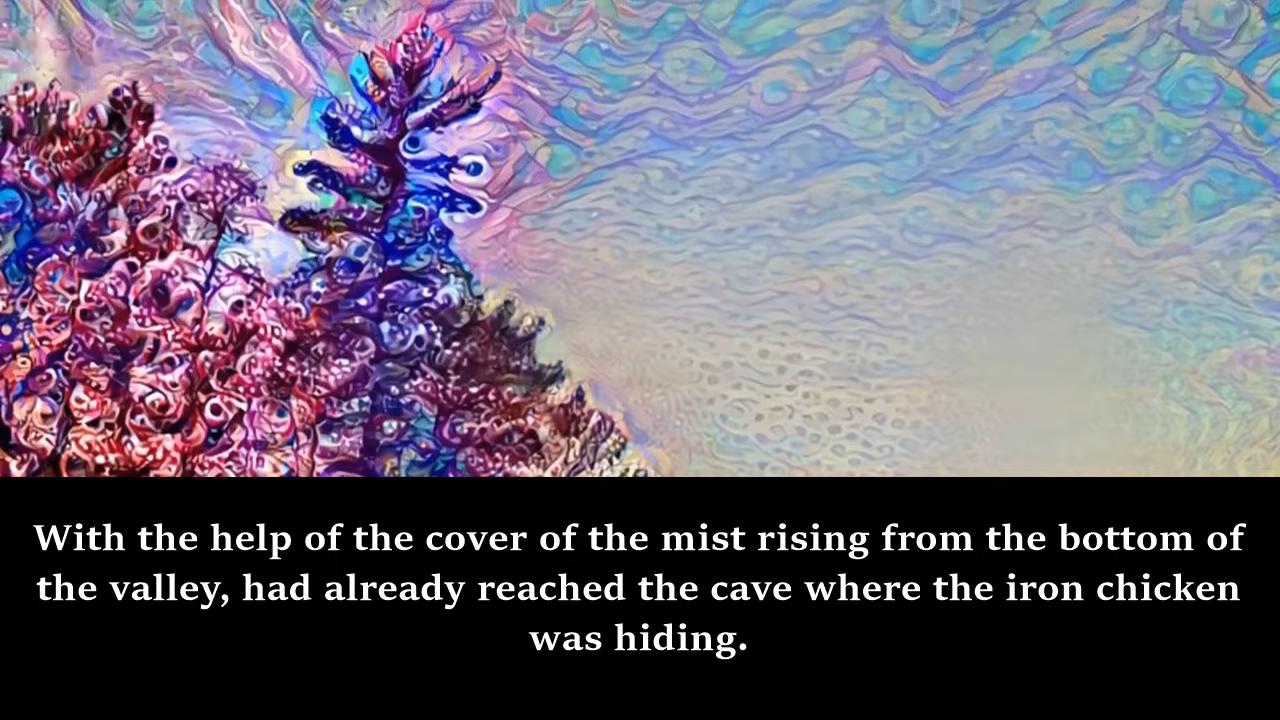 With the help of the cover of the mist rising from the bottom of
the valley, had already reached the cave where the iron chicken
was hiding.